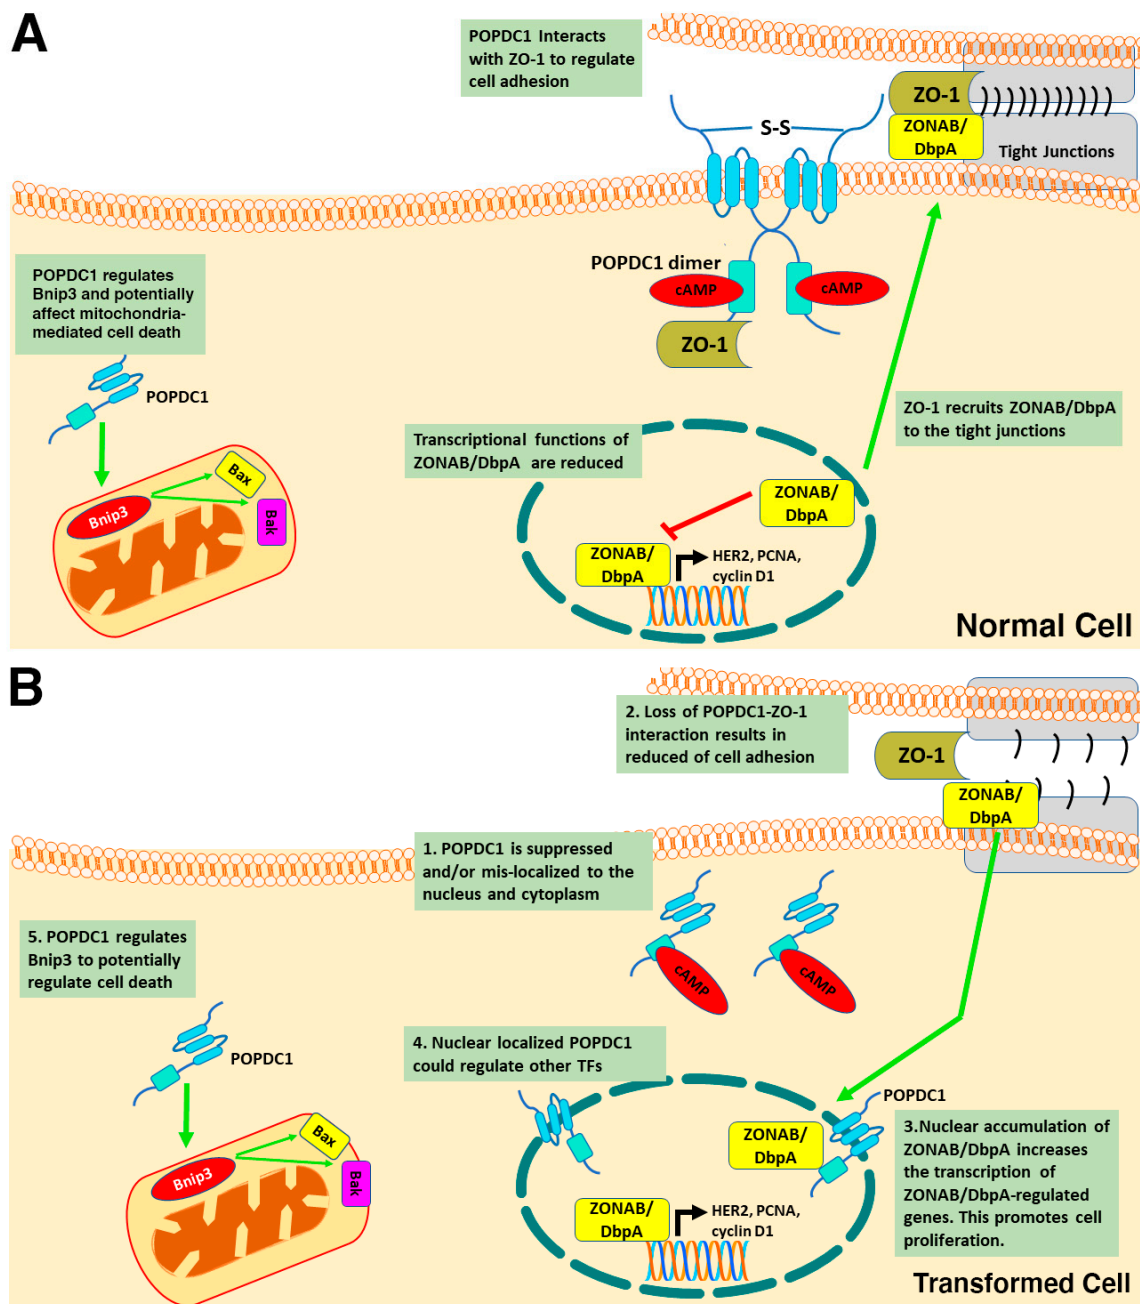 A
POPDC1 Interacts
with ZO-1 to regulate
cell adhesion
ZO-1
S-S
ZONAB/
DbpA
Tight Junctions
POPDC1 regulates
Bnip3 and potentially
affect mitochondria-
mediated cell death
POPDC1 dimer
cAMP
cAMP
ZO-1
POPDC1
ZO-1 recruits ZONAB/DbpA
to the tight junctions
Transcriptional functions of
ZONAB/DbpA are reduced
Bax
Bak
Bnip3
ZONAB/
DbpA
ZONAB/
DbpA
HER2, PCNA,
cyclin D1
Normal Cell
B
2. Loss of POPDC1-ZO-1
interaction results in
reduced of cell adhesion
ZO-1
ZONAB/
DbpA
1. POPDC1 is suppressed
and/or mis-localized to the
nucleus and cytoplasm
5. POPDC1 regulates
Bnip3 to potentially
regulate cell death
cAMP
cAMP
POPDC1
4. Nuclear localized POPDC1
could regulate other TFs
POPDC1
3.Nuclear accumulation of
ZONAB/DbpA increases
the transcription of
ZONAB/DbpA-regulated
genes. This promotes cell
proliferation.
Bax
Bak
Bnip3
ZONAB/
DbpA
ZONAB/
DbpA
HER2, PCNA,
cyclin D1
Transformed Cell